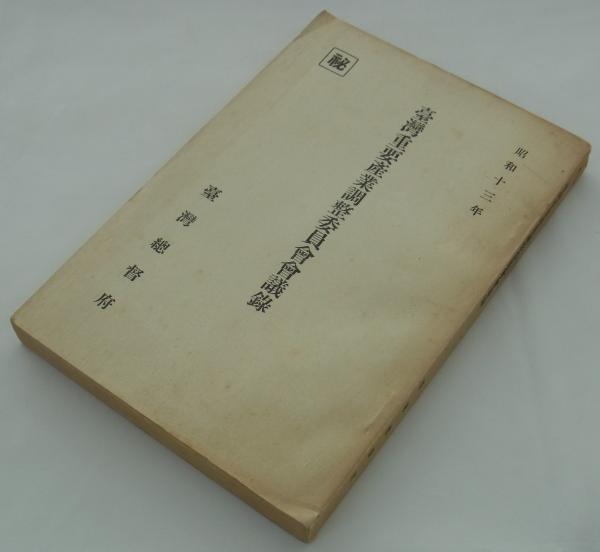 昭和十三年
臺灣重要產業調整委員會會議錄
臺灣總督府
祕